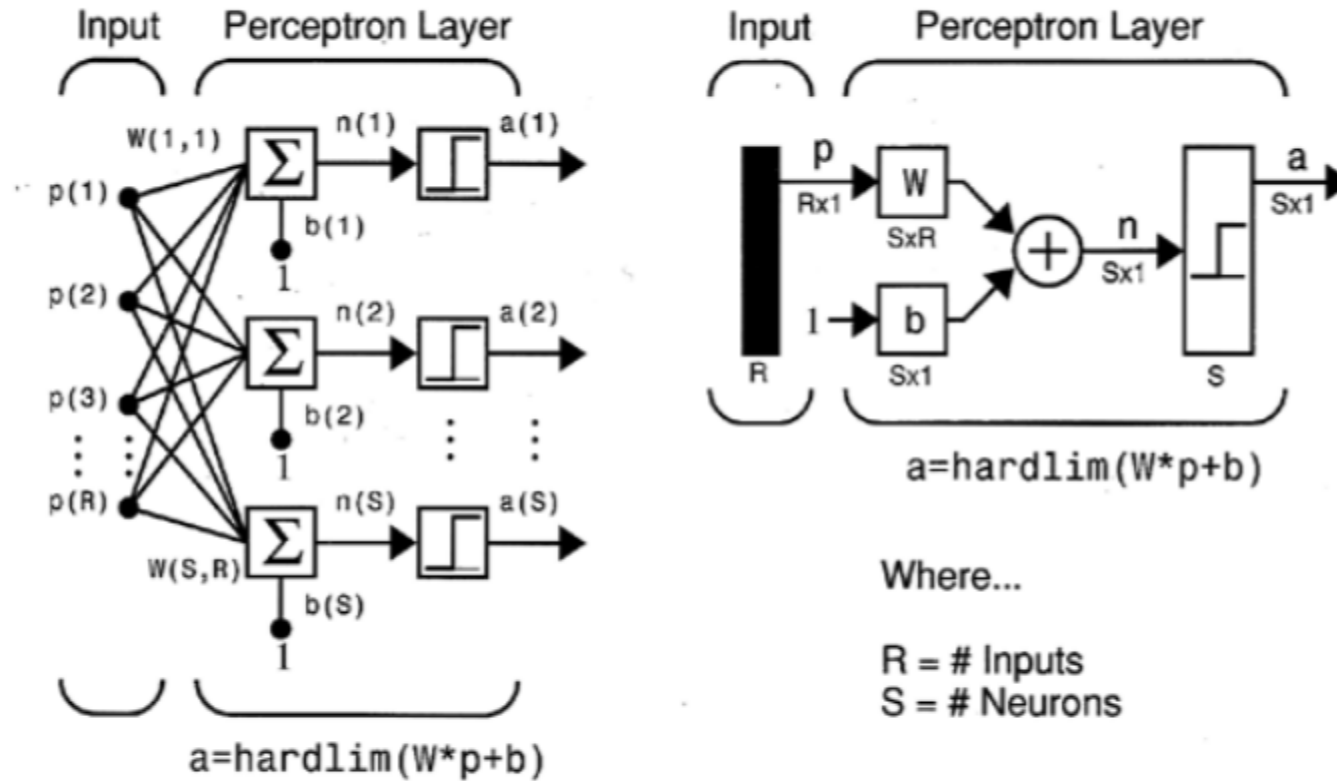 Input Perceptron Layer
W(1,1)
n(1)
a(1)
Σ
p(1)
b(1)
1
p(2)
n(2)
a(2)
Σ
p(3)
b(2)
1
p(R)
n(S)
a(S)
Σ
W(S,R)
b(S)
1
a=hardlim(W*p+b)
Input Perceptron Layer
p
W
a
Rx1
Sx1
SxR
+
n
Sx1
1
b
R
Sx1
S
a=hardlim(W*p+b)
Where...
R = # Inputs
S = # Neurons